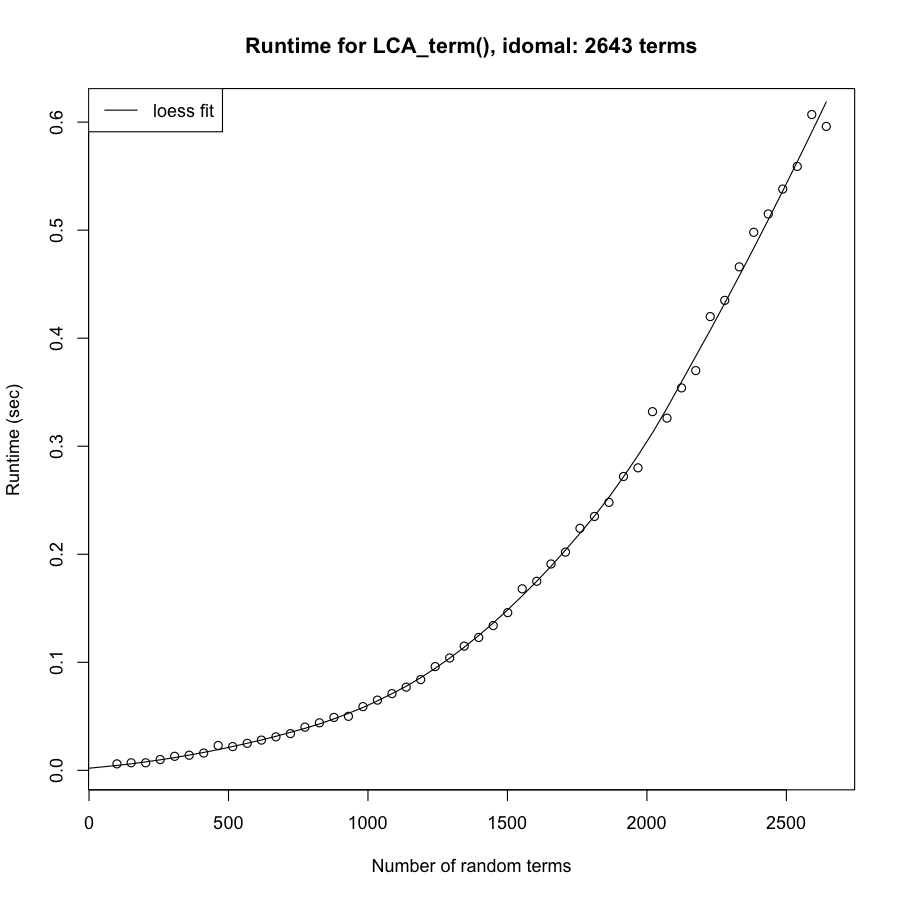 Runtime for LCA_term(), idomal: 2643 terms
loess fit
Runtime (sec)
0.6
0.5
0.4
0.3
0.2
0.1
0.0
0 500 1000 1500 2000 2500
Number of random terms